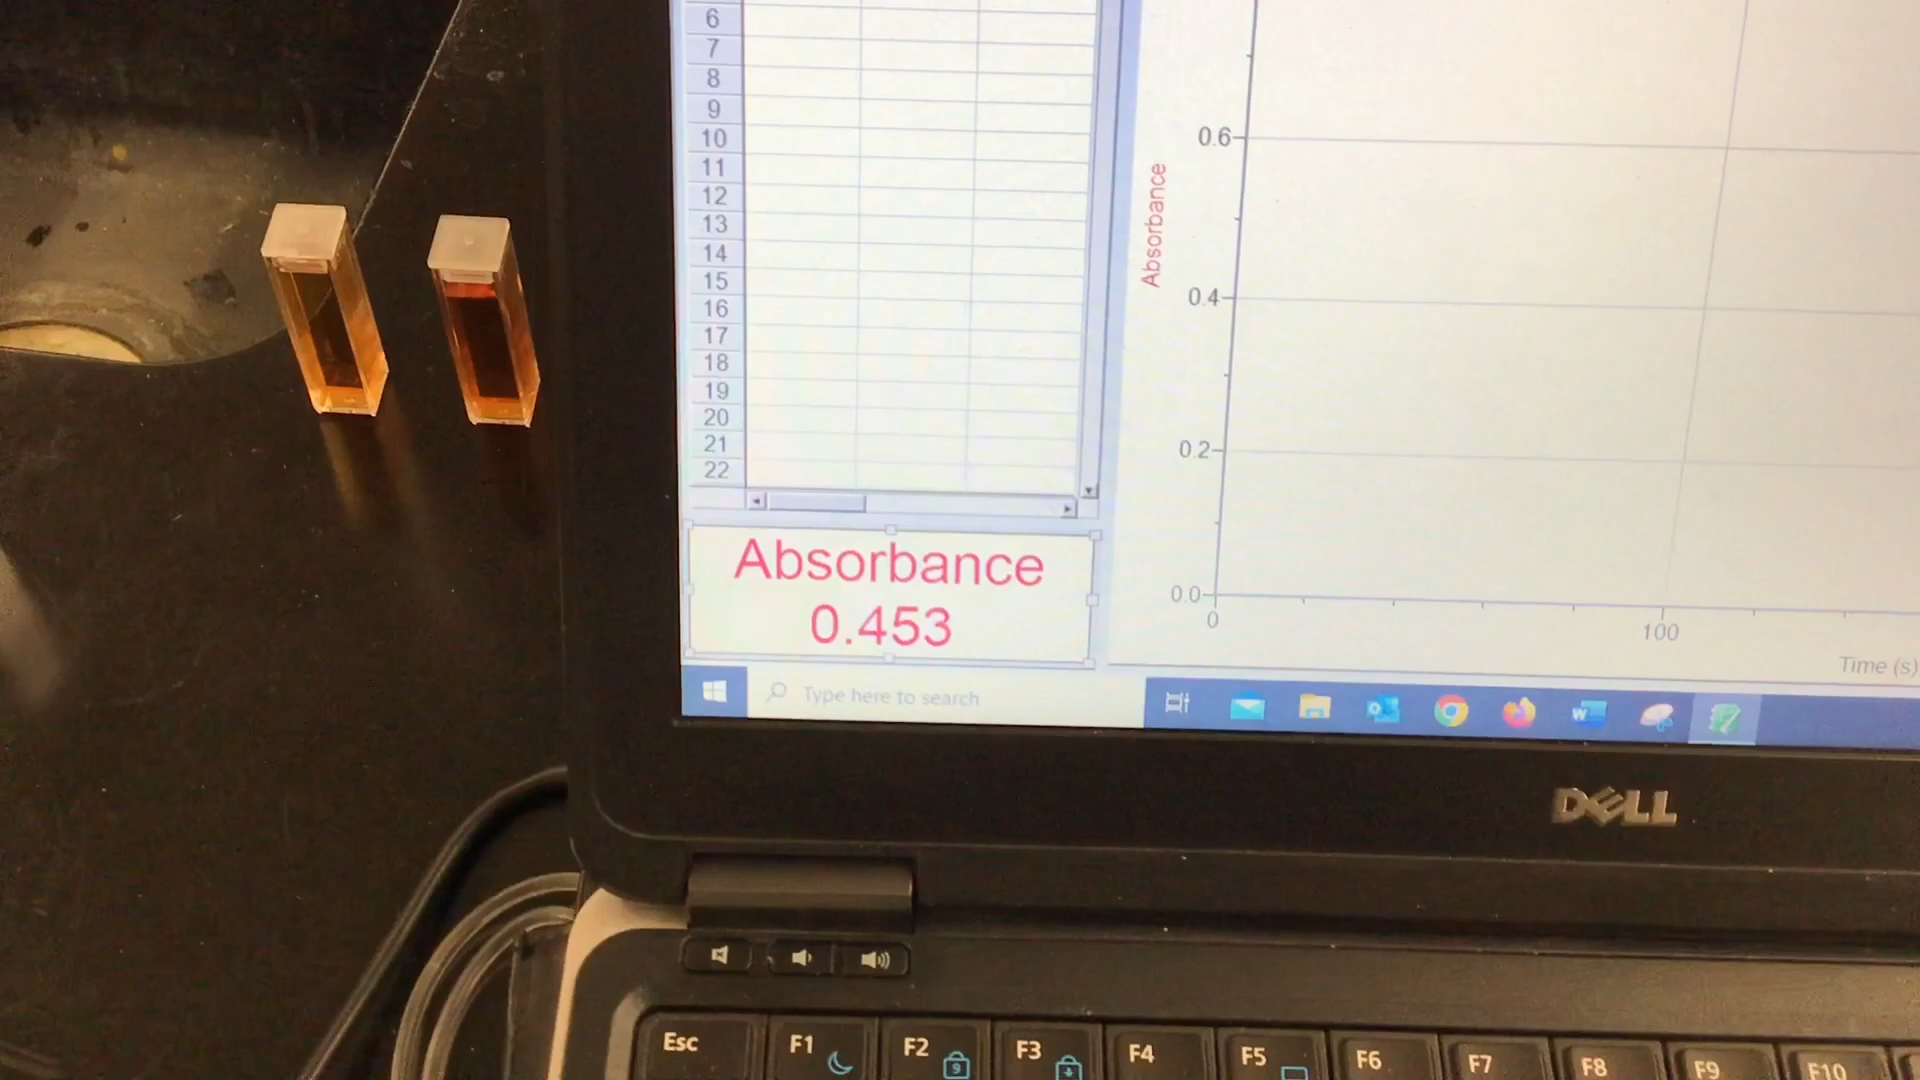 6
7
8
9
10
11
12
13
14
15
16
17
18
19
20
21
22
Absorbance
0.6
0.4
0.2
0.0
0
100
Time (s)
Absorbance
0.453
Type here to search
DELL
Esc
F1
F2
F3
F4
F5
F6
F7
F8
F9
F10